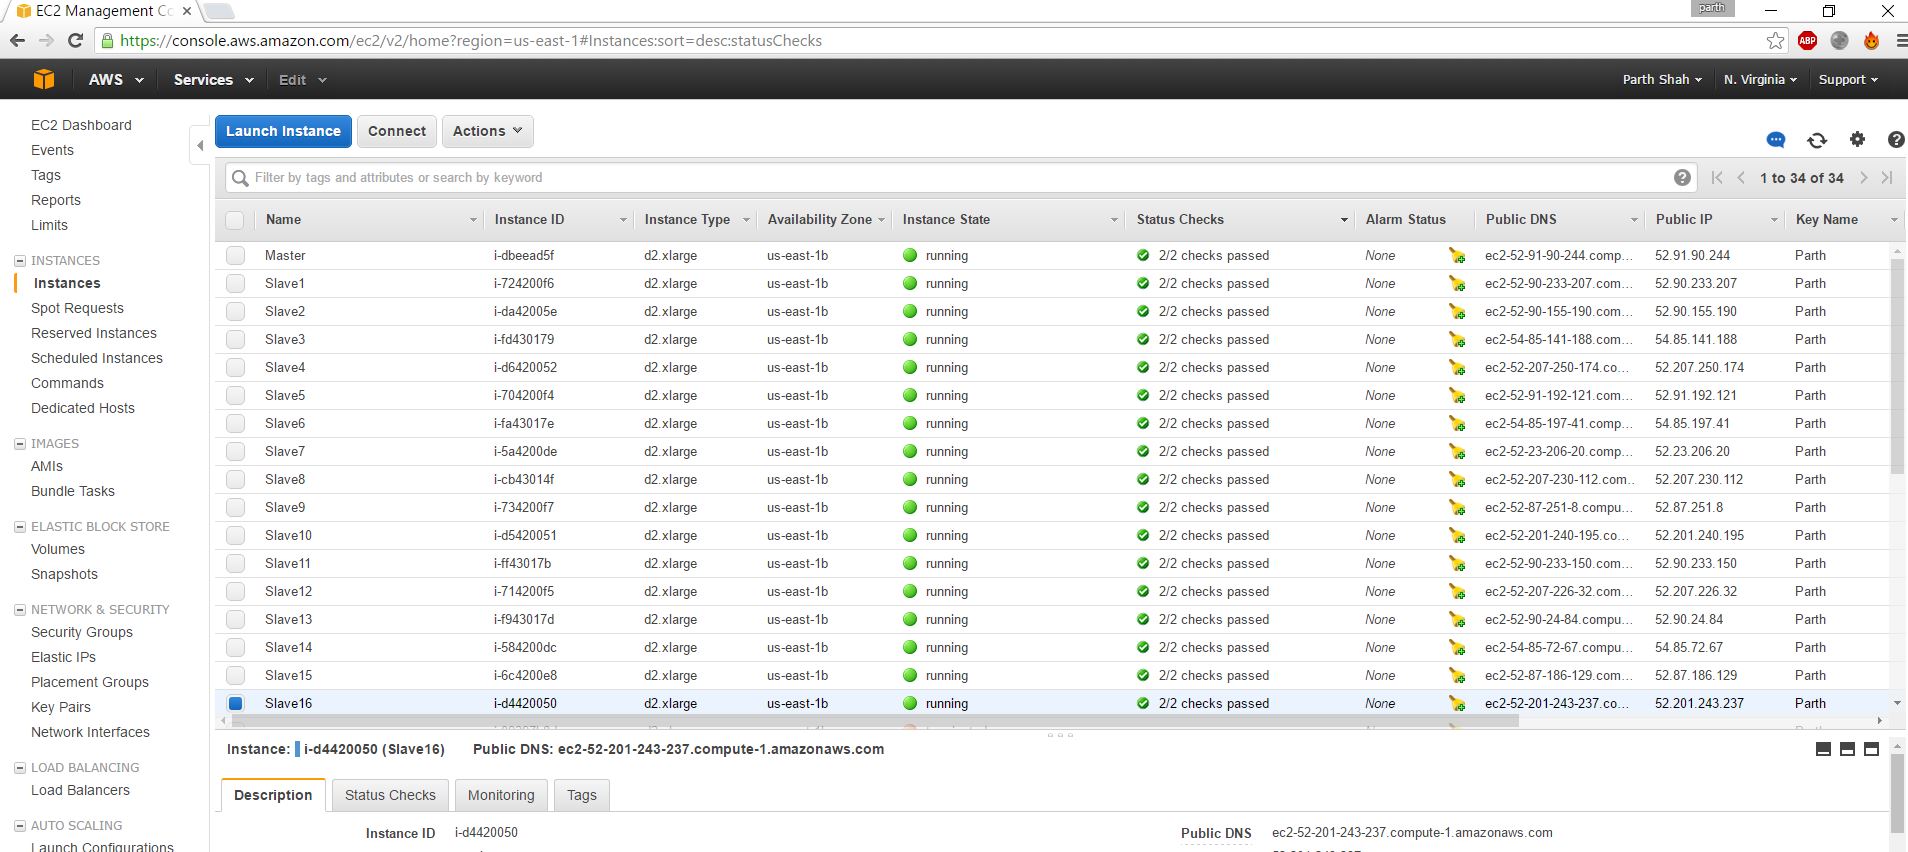 EC2 Management Co
parth
https://console.aws.amazon.com/ec2/v2/home?region=us-east-1#Instances:sort=desc:statusChecks
ABP
AWS Services Edit Parth Shah N. Virginia Support
EC2 Dashboard
Events
Tags
Reports
Limits
INSTANCES
Instances
Spot Requests
Reserved Instances
Scheduled Instances
Commands
Dedicated Hosts
IMAGES
AMIs
Bundle Tasks
ELASTIC BLOCK STORE
Volumes
Snapshots
NETWORK & SECURITY
Security Groups
Elastic IPs
Placement Groups
Key Pairs
Network Interfaces
LOAD BALANCING
Load Balancers
AUTO SCALING
Launch Configurations
Launch Instance Connect Actions
Filter by tags and attributes or search by keyword 1 to 34 of 34
Name Instance ID Instance Type Availability Zone Instance State Status Checks Alarm Status Public DNS Public IP Key Name
Master i-dbeead5f d2.xlarge us-east-1b running 2/2 checks passed None ec2-52-91-90-244.comp... 52.91.90.244 Parth
Slave1 i-724200f6 d2.xlarge us-east-1b running 2/2 checks passed None ec2-52-90-233-207.com... 52.90.233.207 Parth
Slave2 i-da42005e d2.xlarge us-east-1b running 2/2 checks passed None ec2-52-90-155-190.com... 52.90.155.190 Parth
Slave3 i-fd430179 d2.xlarge us-east-1b running 2/2 checks passed None ec2-54-85-141-188.com... 54.85.141.188 Parth
Slave4 i-d6420052 d2.xlarge us-east-1b running 2/2 checks passed None ec2-52-207-250-174.co... 52.207.250.174 Parth
Slave5 i-704200f4 d2.xlarge us-east-1b running 2/2 checks passed None ec2-52-91-192-121.com... 52.91.192.121 Parth
Slave6 i-fa43017e d2.xlarge us-east-1b running 2/2 checks passed None ec2-54-85-197-41.comp... 54.85.197.41 Parth
Slave7 i-5a4200de d2.xlarge us-east-1b running 2/2 checks passed None ec2-52-23-206-20.comp... 52.23.206.20 Parth
Slave8 i-cb43014f d2.xlarge us-east-1b running 2/2 checks passed None ec2-52-207-230-112.com... 52.207.230.112 Parth
Slave9 i-734200f7 d2.xlarge us-east-1b running 2/2 checks passed None ec2-52-87-251-8.compu... 52.87.251.8 Parth
Slave10 i-d5420051 d2.xlarge us-east-1b running 2/2 checks passed None ec2-52-201-240-195.co... 52.201.240.195 Parth
Slave11 i-ff43017b d2.xlarge us-east-1b running 2/2 checks passed None ec2-52-90-233-150.com... 52.90.233.150 Parth
Slave12 i-714200f5 d2.xlarge us-east-1b running 2/2 checks passed None ec2-52-207-226-32.com... 52.207.226.32 Parth
Slave13 i-f943017d d2.xlarge us-east-1b running 2/2 checks passed None ec2-52-90-24-84.compu... 52.90.24.84 Parth
Slave14 i-584200dc d2.xlarge us-east-1b running 2/2 checks passed None ec2-54-85-72-67.compu... 54.85.72.67 Parth
Slave15 i-6c4200e8 d2.xlarge us-east-1b running 2/2 checks passed None ec2-52-87-186-129.com... 52.87.186.129 Parth
Slave16 i-d4420050 d2.xlarge us-east-1b running 2/2 checks passed None ec2-52-201-243-237.co... 52.201.243.237 Parth
Instance: i-d4420050 (Slave16) Public DNS: ec2-52-201-243-237.compute-1.amazonaws.com
Description Status Checks Monitoring Tags
Instance ID i-d4420050 Public DNS ec2-52-201-243-237.compute-1.amazonaws.com